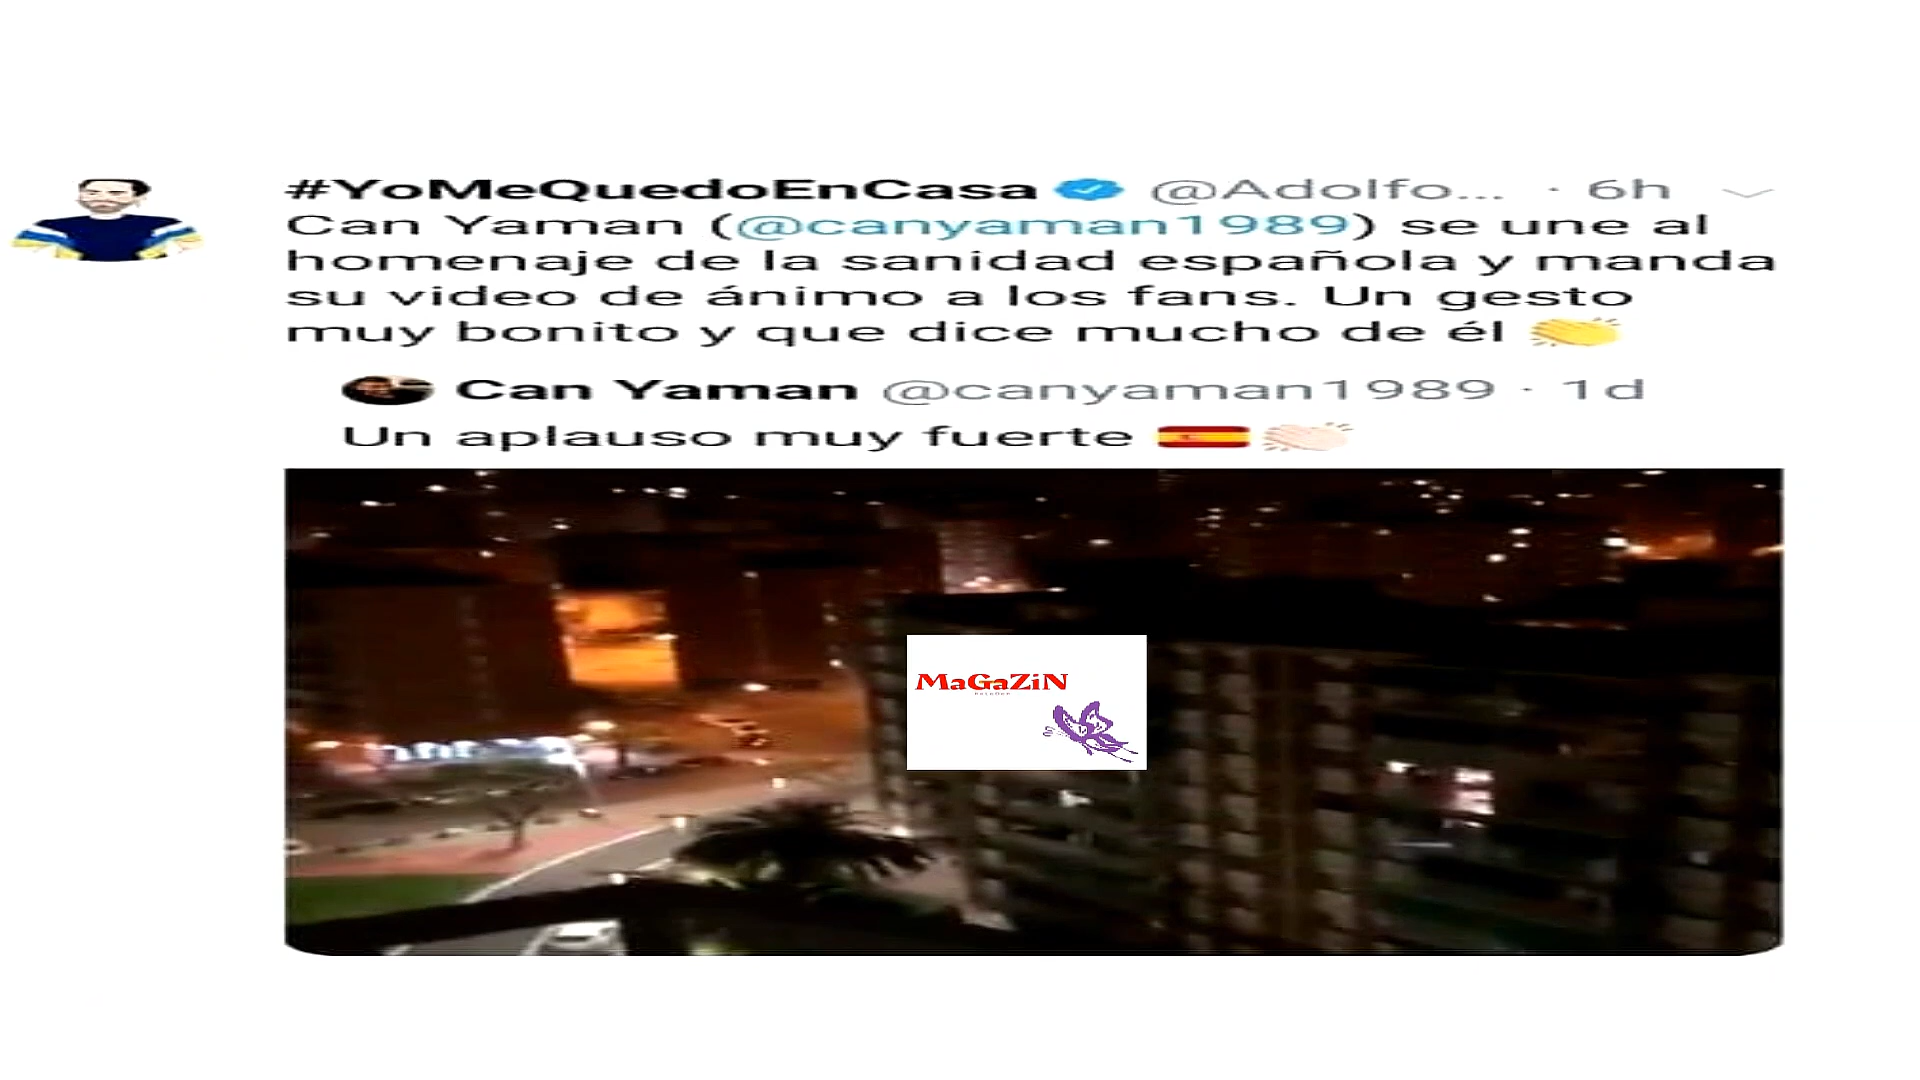 #YoMeQuedoEnCasa @Adolfo... · 6h
Can Yaman (@canyaman1989) se une al
homenaje de la sanidad española y manda
su video de ánimo a los fans. Un gesto
muy bonito y que dice mucho de él 👏
Can Yaman @canyaman1989 · 1d
Un aplauso muy fuerte 🇪🇸👏🏻
MaGaZiN